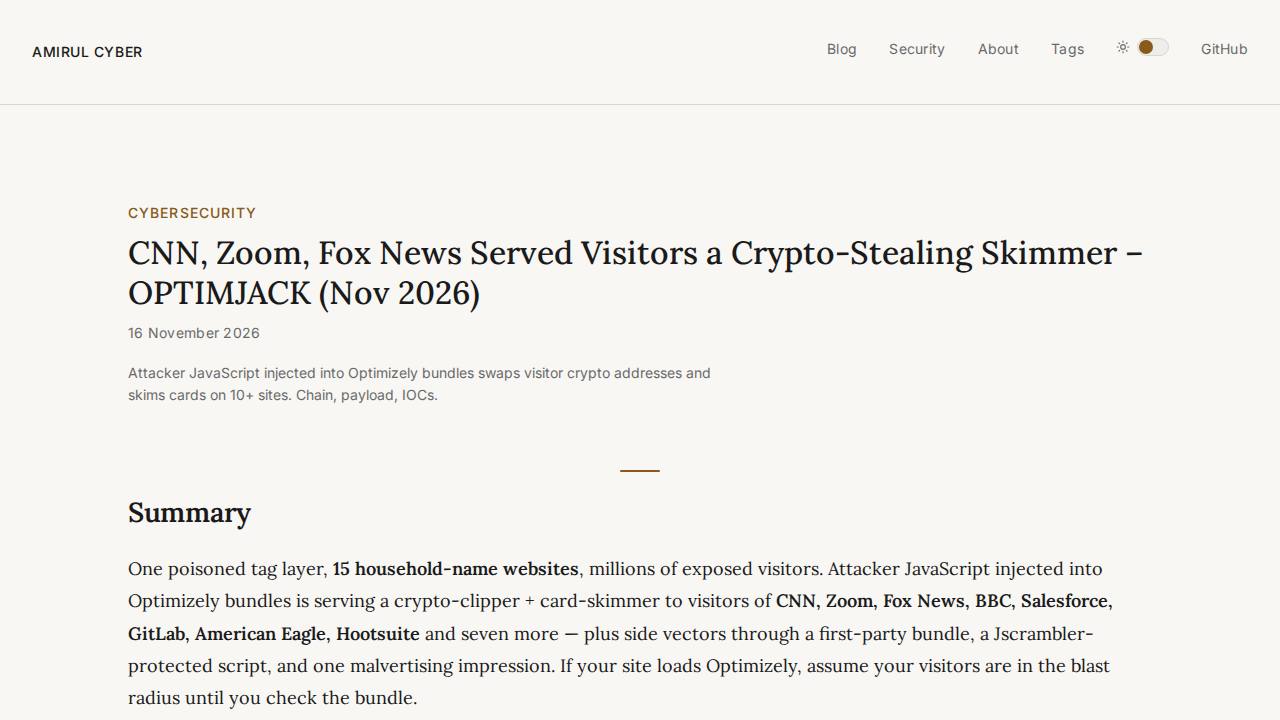 AMIRUL CYBER
Blog Security About Tags GitHub
CYBERSECURITY
CNN, Zoom, Fox News Served Visitors a Crypto-Stealing Skimmer –
OPTIMJACK (Nov 2026)
16 November 2026
Attacker JavaScript injected into Optimizely bundles swaps visitor crypto addresses and
skims cards on 10+ sites. Chain, payload, IOCs.
Summary
One poisoned tag layer, 15 household-name websites, millions of exposed visitors. Attacker JavaScript injected into
Optimizely bundles is serving a crypto-clipper + card-skimmer to visitors of CNN, Zoom, Fox News, BBC, Salesforce,
GitLab, American Eagle, Hootsuite and seven more — plus side vectors through a first-party bundle, a Jscrambler-
protected script, and one malvertising impression. If your site loads Optimizely, assume your visitors are in the blast
radius until you check the bundle.